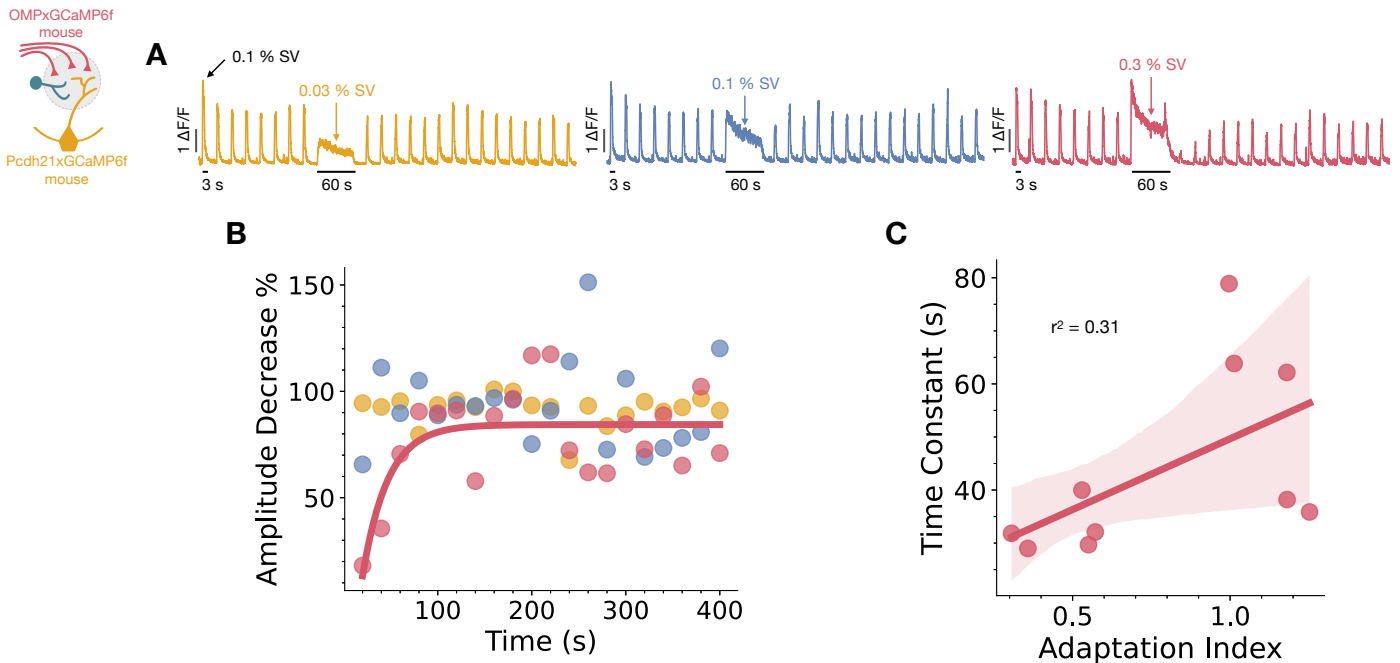 OMPxGCaMP6f
mouse
Pcdh21xGCaMP6f
mouse
A
0.1 % SV
0.03 % SV
1 ΔF/F
3 s
60 s
0.1 % SV
1 ΔF/F
3 s
60 s
0.3 % SV
1 ΔF/F
3 s
60 s
B
Amplitude Decrease %
150
100
50
100
200
300
400
Time (s)
C
Time Constant (s)
80
60
40
r² = 0.31
0.5
1.0
Adaptation Index